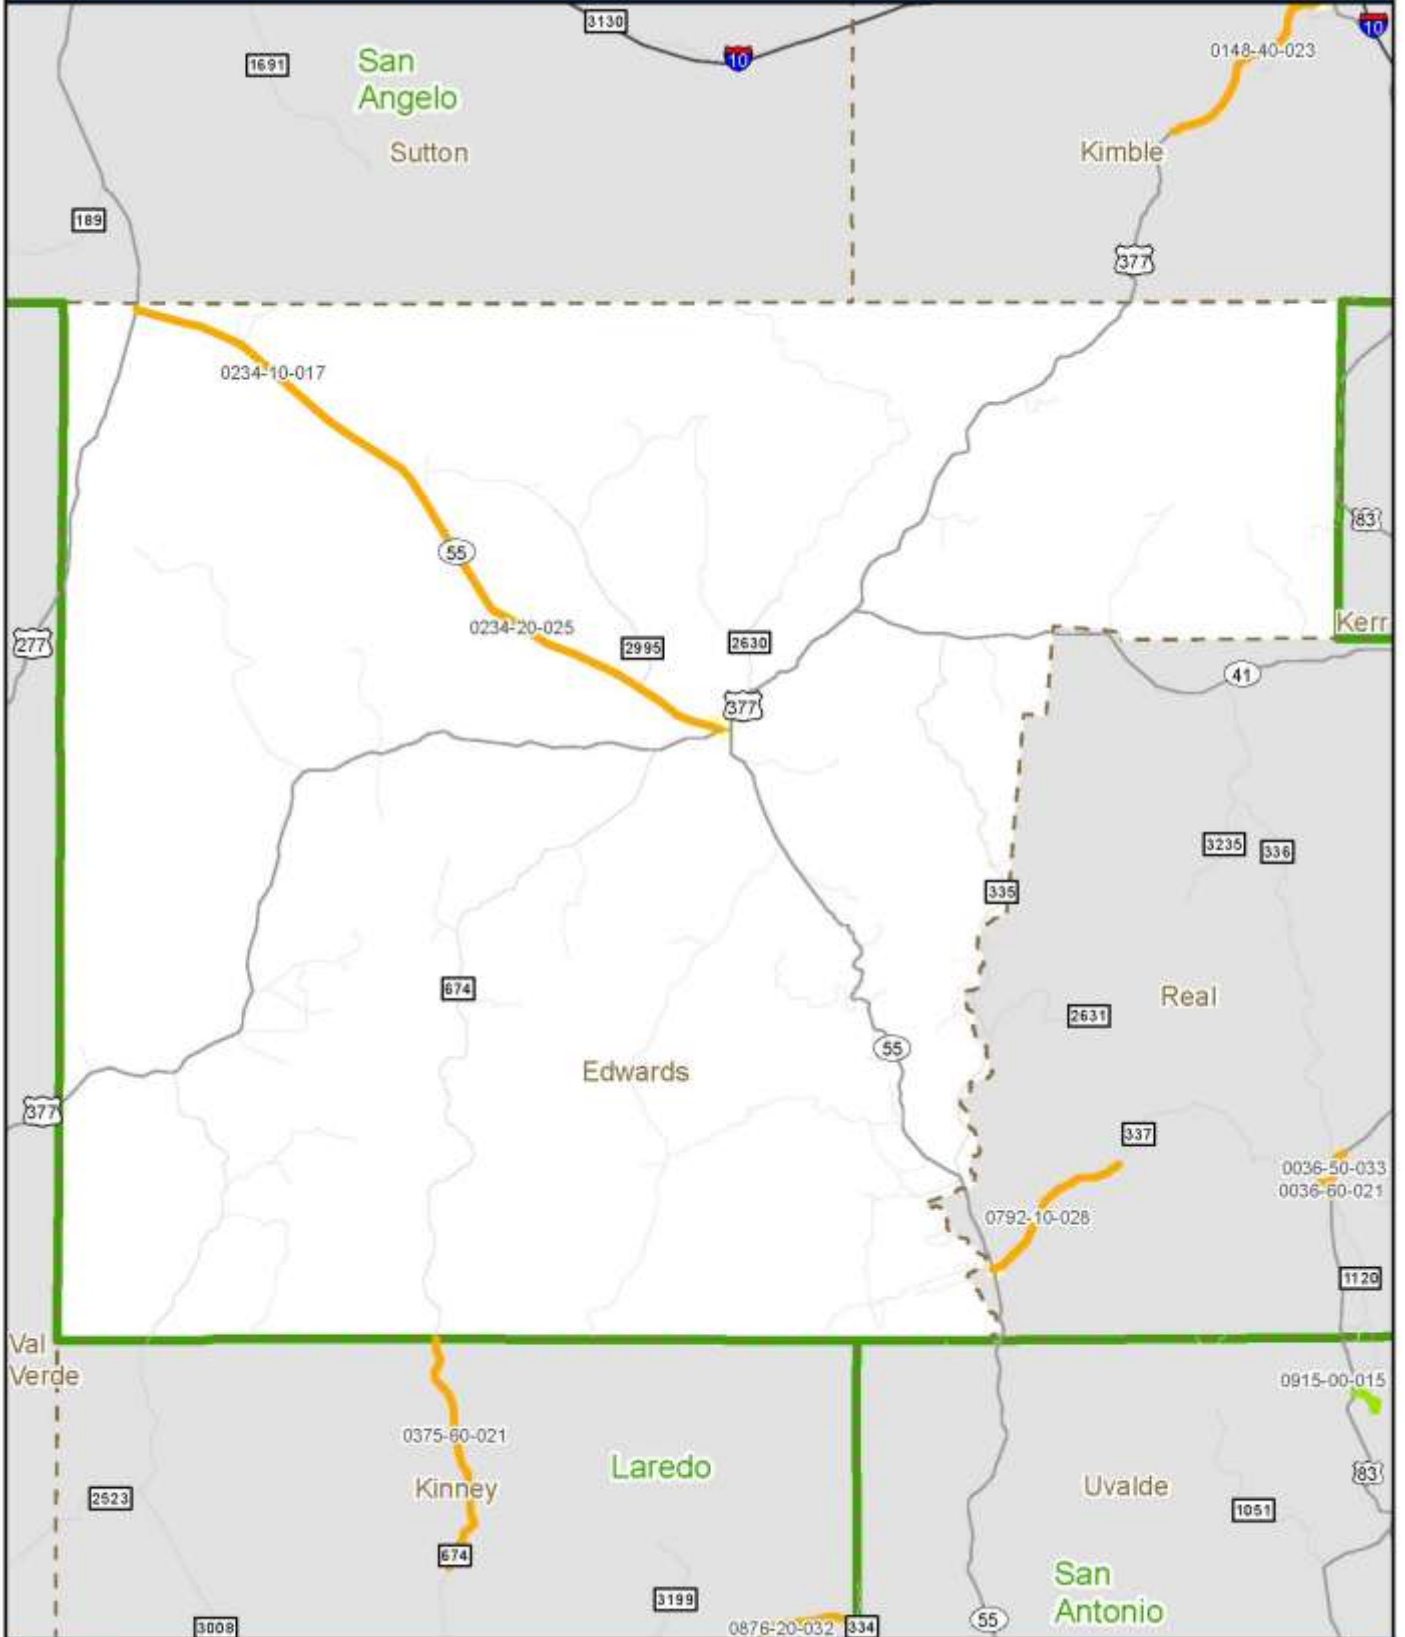 3130
10
10
0148-40-023
San
Angelo
1691
Sutton
Kimble
189
377
0234-10-017
83
55
Kerr
0234-20-025
277
2995
2630
41
377
3235
336
335
674
Real
2631
55
Edwards
377
337
0036-50-033
0036-60-021
0792-10-028
1120
Val
Verde
0915-00-015
0375-60-021
Laredo
83
Kinney
Uvalde
2523
1051
674
San
Antonio
3199
3008
0876-20-032
334
55